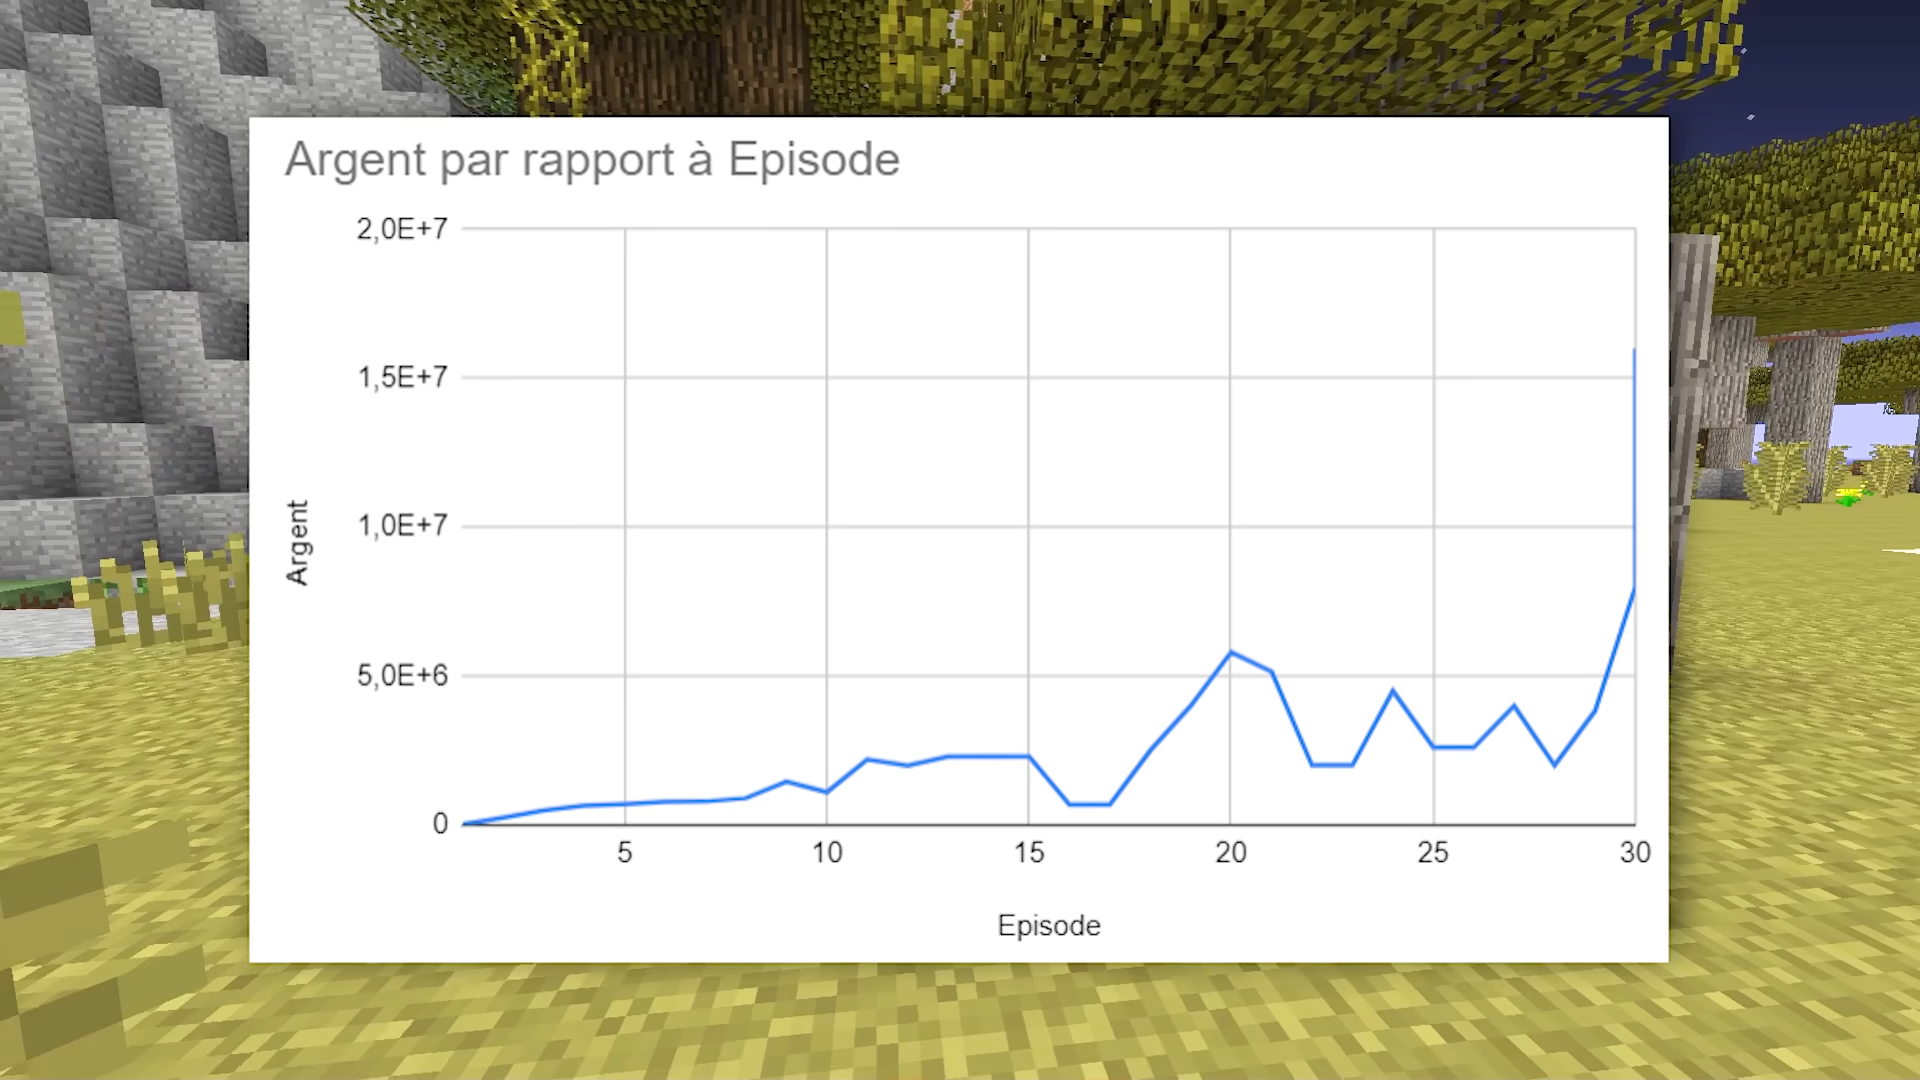 Argent par rapport à Episode
2,0E+7
1,5E+7
1,0E+7
5,0E+6
0
Argent
5 10 15 20 25 30
Episode